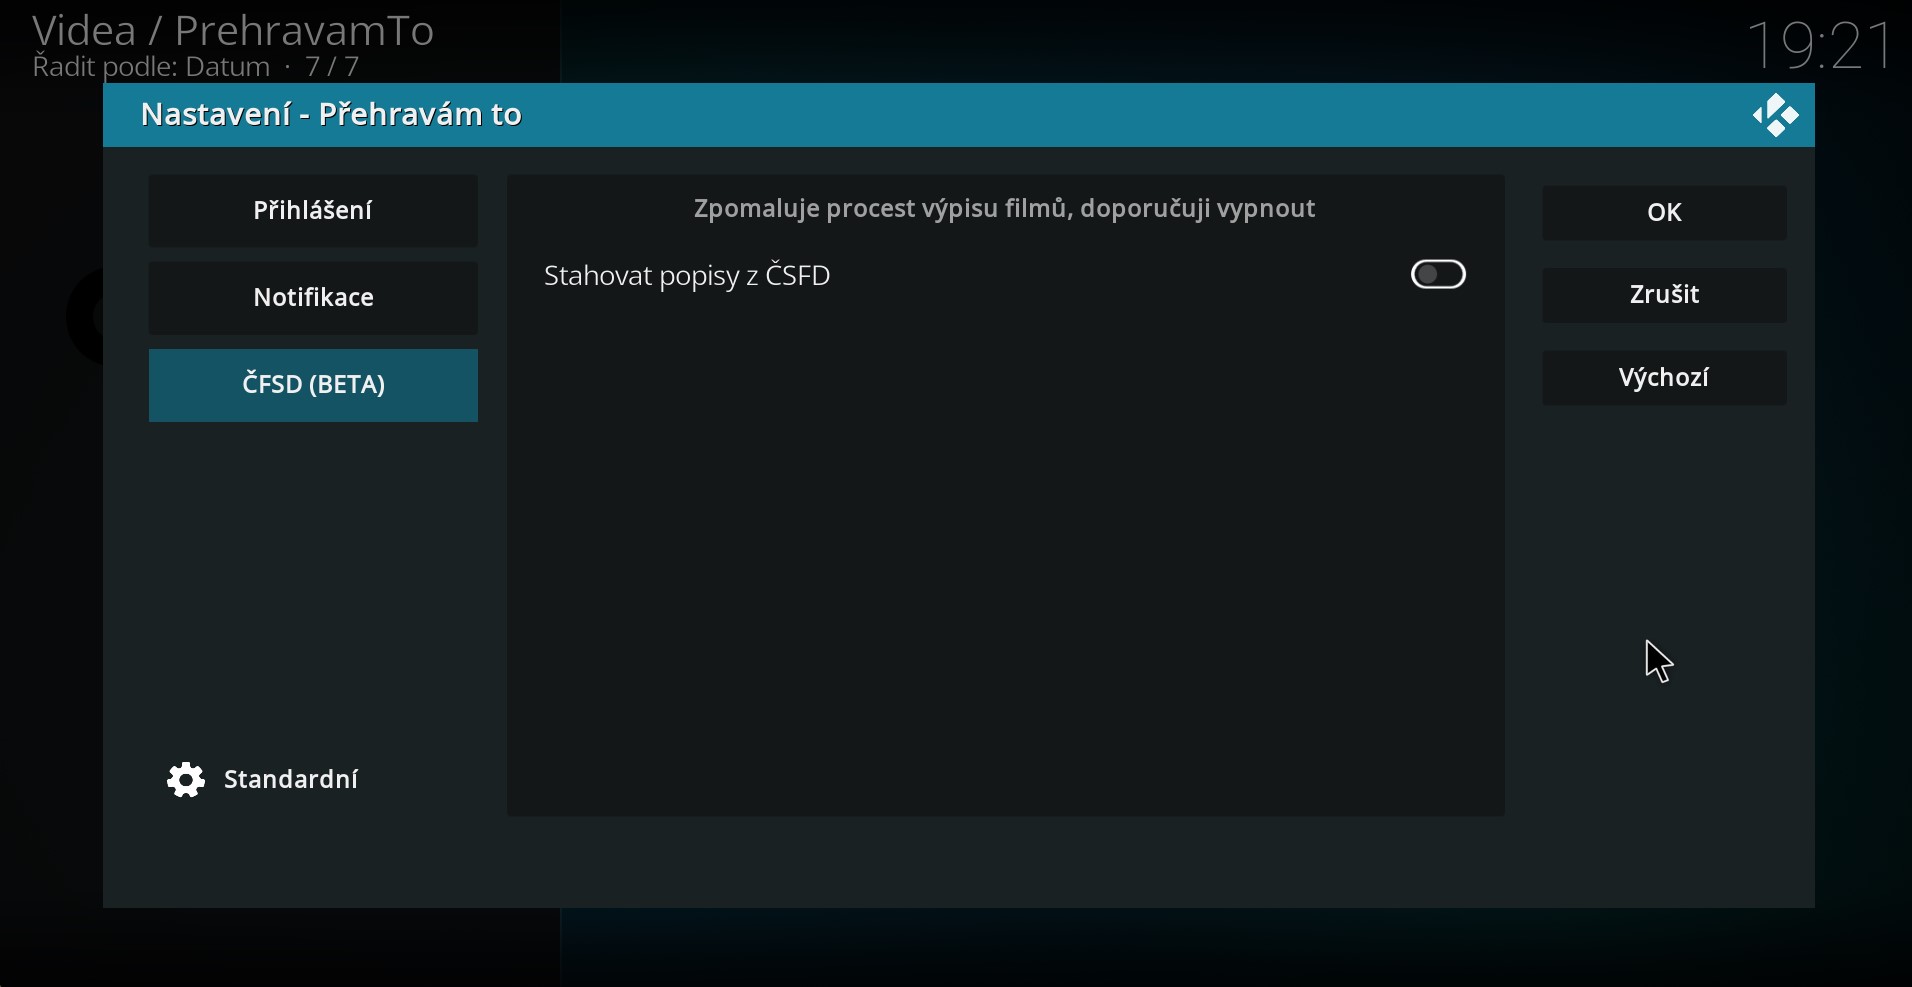 Videa / PrehravamTo
Řadit podle: Datum · 7 / 7
19:21
Nastavení - Přehravám to
Přihlášení
Notifikace
ČFSD (BETA)
Standardní
Zpomaluje procest výpisu filmů, doporučuji vypnout
Stahovat popisy z ČSFD
OK
Zrušit
Výchozí